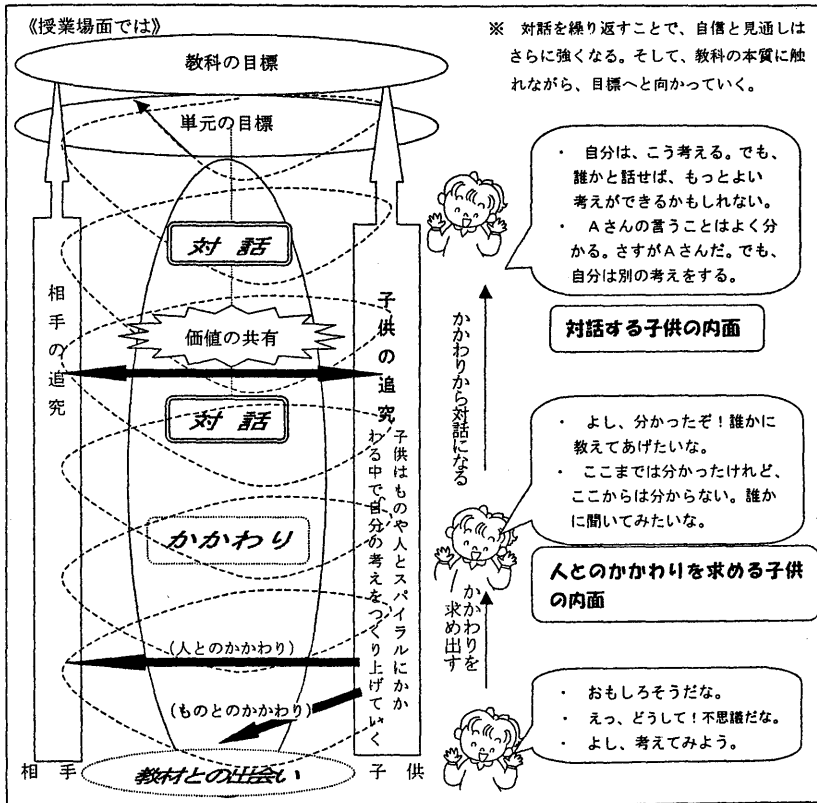 《授業場面では》
※　対話を繰り返すことで、自信と見通しは
さらに強くなる。そして、教科の本質に触
れながら、目標へと向かっていく。
教科の目標
単元の目標
対話
価値の共有
対話
かかわり
(人とのかかわり)
(ものとのかかわり)
教材との出会い
相手の追究
相手
子供の追究
子供はものや人とスパイラルにかか
わる中で自分の考えをつくり上げていく
子供
・　自分は、こう考える。でも、
誰かと話せば、もっとよい
考えができるかもしれない。
・　Aさんの言うことはよく分
かる。さすがAさんだ。でも、
自分は別の考えをする。
対話する子供の内面
かかわりから対話になる
・　よし、分かったぞ！誰かに
教えてあげたいな。
・　ここまでは分かったけれど、
ここからは分からない。誰か
に聞いてみたいな。
人とのかかわりを求める子供
の内面
かかわりを
求め出す
・　おもしろそうだな。
・　えっ、どうして！不思議だな。
・　よし、考えてみよう。